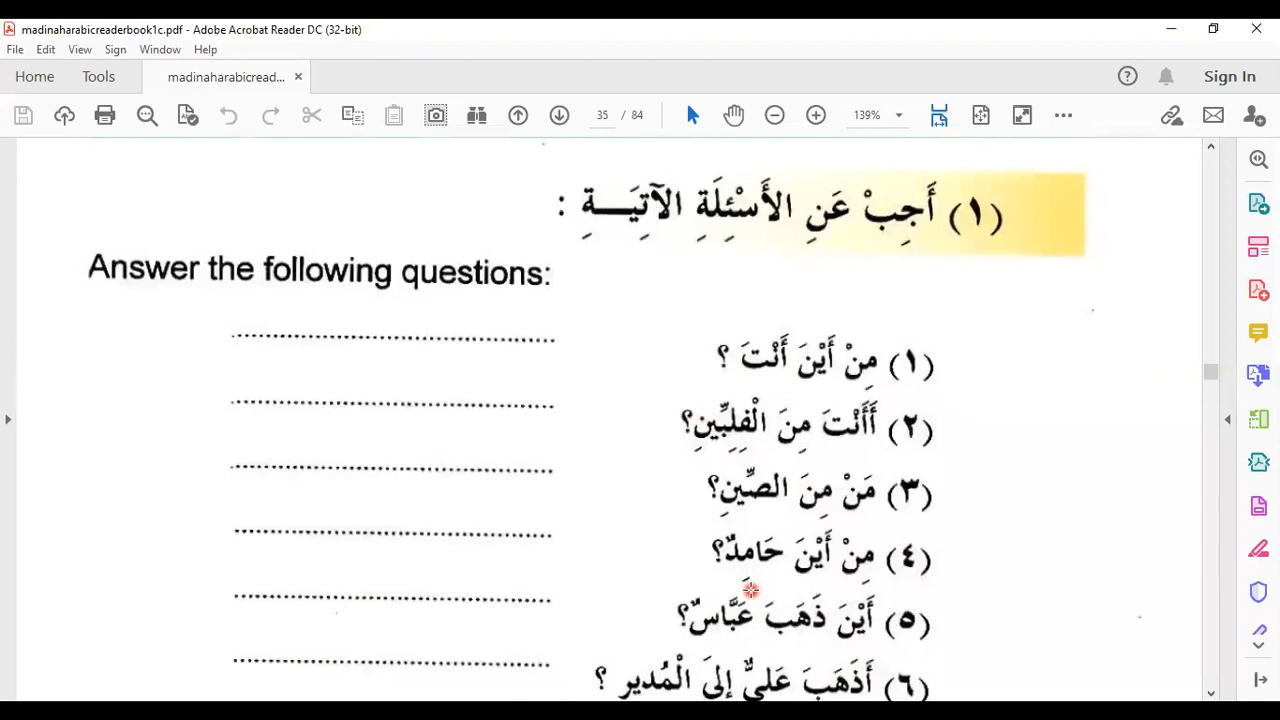 madinaharabicreaderbook1c.pdf - Adobe Acrobat Reader DC (32-bit)
File Edit View Sign Window Help
Home Tools madinaharabicread... × Sign In
35 / 84 139%
(١) أَجِبْ عَنِ الأَسْئِلَةِ الآتِيَـــةِ :
Answer the following questions:
(١) مِنْ أَيْنَ أَنْتَ ؟ ................................................
(٢) أَأَنْتَ مِنَ الْفِلِبِّينِ؟ ................................................
(٣) مَنْ مِنَ الصِّينِ؟ ................................................
(٤) مِنْ أَيْنَ حَامِدٌ؟ ................................................
(٥) أَيْنَ ذَهَبَ عَبَّاسٌ؟ ................................................
(٦) أَذَهَبَ عَلِيٌّ إِلَى الْمُدِيرِ ؟ ................................................